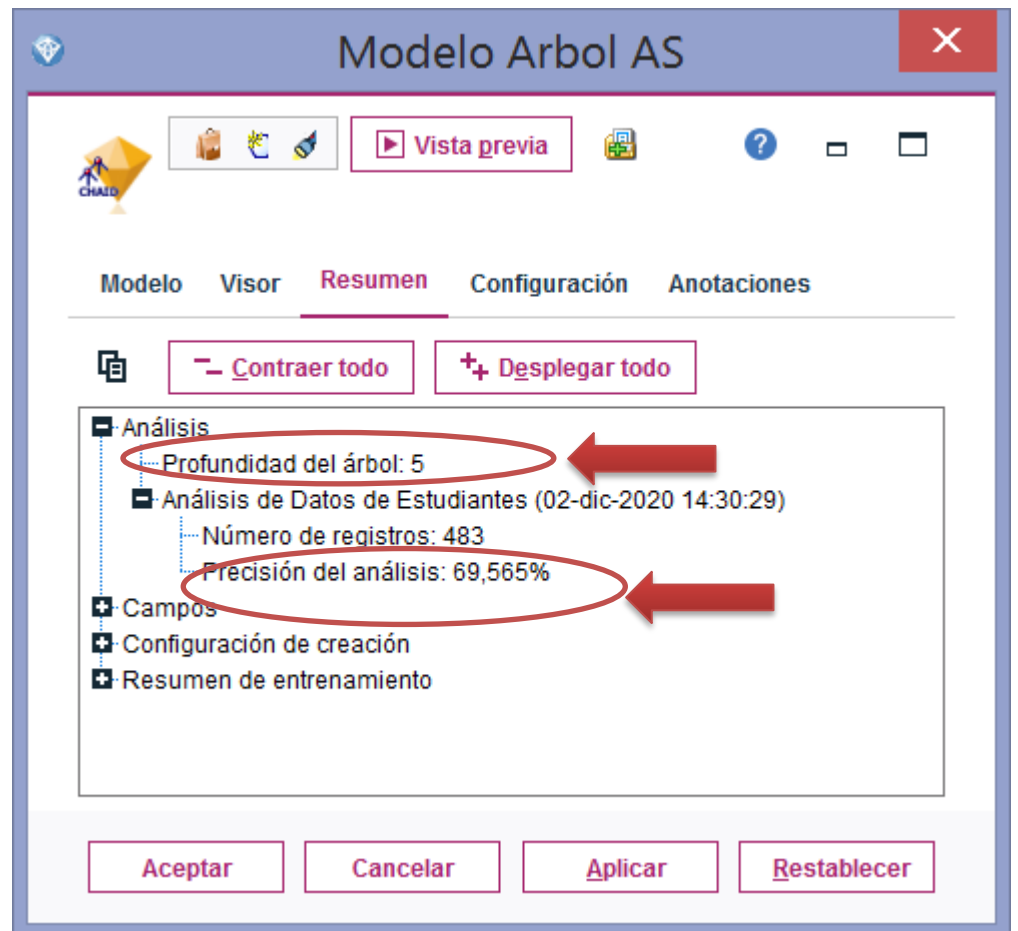 Modelo Arbol AS
CHAID
Vista previa
Modelo Visor Resumen Configuración Anotaciones
Contraer todo Desplegar todo
Análisis
Profundidad del árbol: 5
Análisis de Datos de Estudiantes (02-dic-2020 14:30:29)
Número de registros: 483
Precisión del análisis: 69,565%
Campos
Configuración de creación
Resumen de entrenamiento
Aceptar Cancelar Aplicar Restablecer